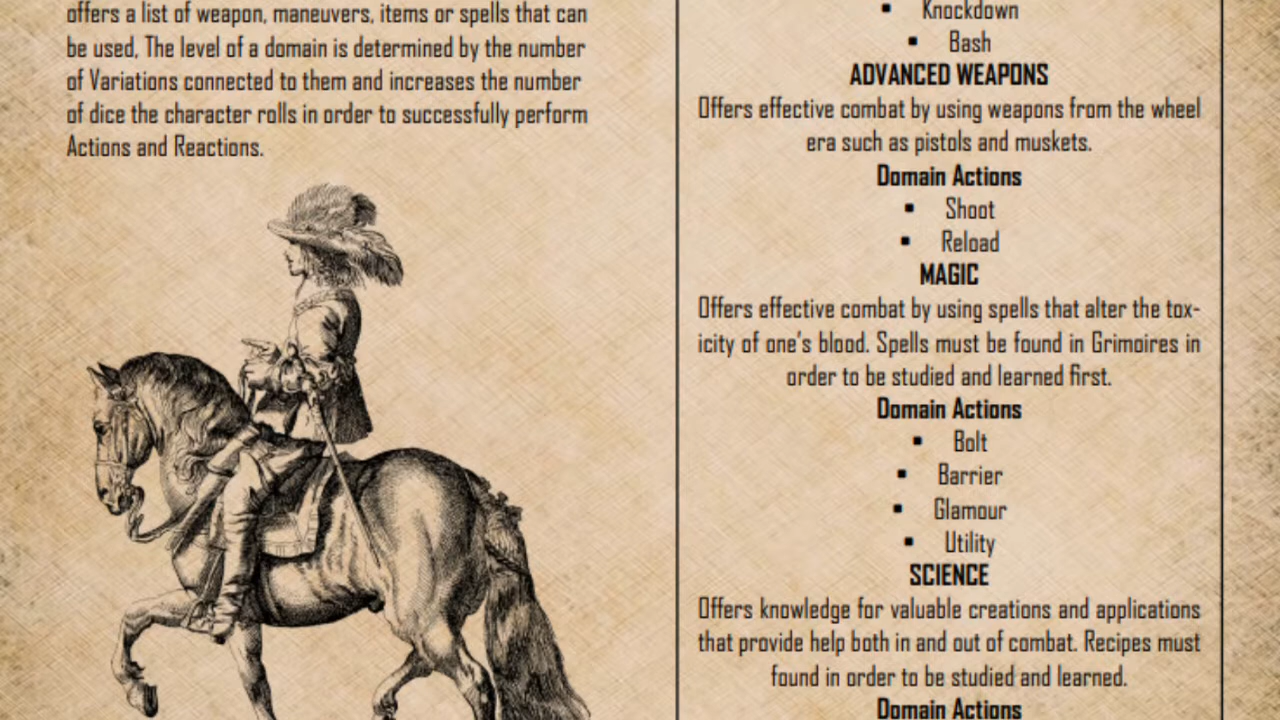 offers a list of weapon, maneuvers, items or spells that can
be used, The level of a domain is determined by the number
of Variations connected to them and increases the number
of dice the character rolls in order to successfully perform
Actions and Reactions.
▪ Knockdown
▪ Bash
ADVANCED WEAPONS
Offers effective combat by using weapons from the wheel
era such as pistols and muskets.
Domain Actions
▪ Shoot
▪ Reload
MAGIC
Offers effective combat by using spells that alter the tox-
icity of one's blood. Spells must be found in Grimoires in
order to be studied and learned first.
Domain Actions
▪ Bolt
▪ Barrier
▪ Glamour
▪ Utility
SCIENCE
Offers knowledge for valuable creations and applications
that provide help both in and out of combat. Recipes must
found in order to be studied and learned.
Domain Actions